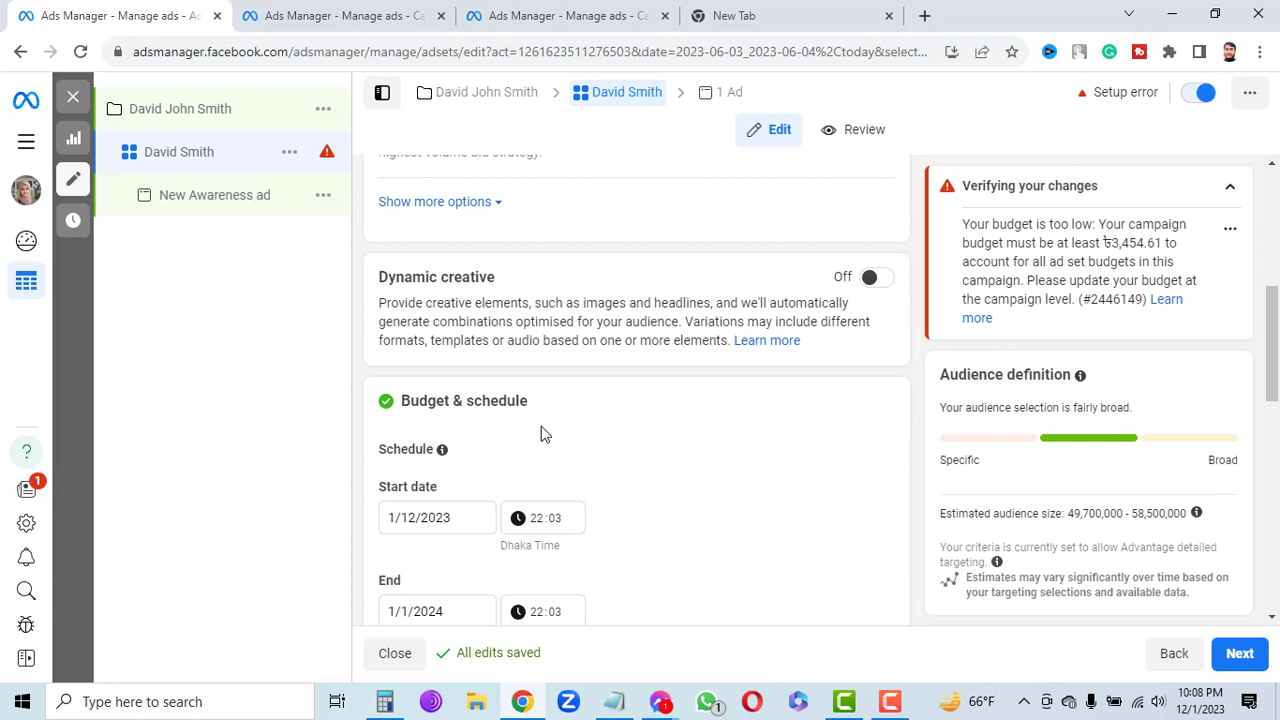 Ads Manager - Manage ads - Ads
Ads Manager - Manage ads - Ca
Ads Manager - Manage ads - Ca
New Tab
adsmanager.facebook.com/adsmanager/manage/adsets/edit?act=1261623511276503&date=2023-06-03_2023-06-04%2Ctoday&select...
David John Smith
David Smith
New Awareness ad
David John Smith > David Smith > 1 Ad
Setup error
Edit
Review
highest volume bid strategy.
Show more options
Dynamic creative
Off
Provide creative elements, such as images and headlines, and we'll automatically
generate combinations optimised for your audience. Variations may include different
formats, templates or audio based on one or more elements. Learn more
Budget & schedule
Schedule
Start date
1/12/2023
22:03
Dhaka Time
End
1/1/2024
22:03
Verifying your changes
Your budget is too low: Your campaign
budget must be at least ৳3,454.61 to
account for all ad set budgets in this
campaign. Please update your budget at
the campaign level. (#2446149) Learn
more
Audience definition
Your audience selection is fairly broad.
Specific
Broad
Estimated audience size: 49,700,000 - 58,500,000
Your criteria is currently set to allow Advantage detailed
targeting.
Estimates may vary significantly over time based on
your targeting selections and available data.
1
Close
All edits saved
Back
Next
Type here to search
1
1
66°F
10:08 PM
12/1/2023